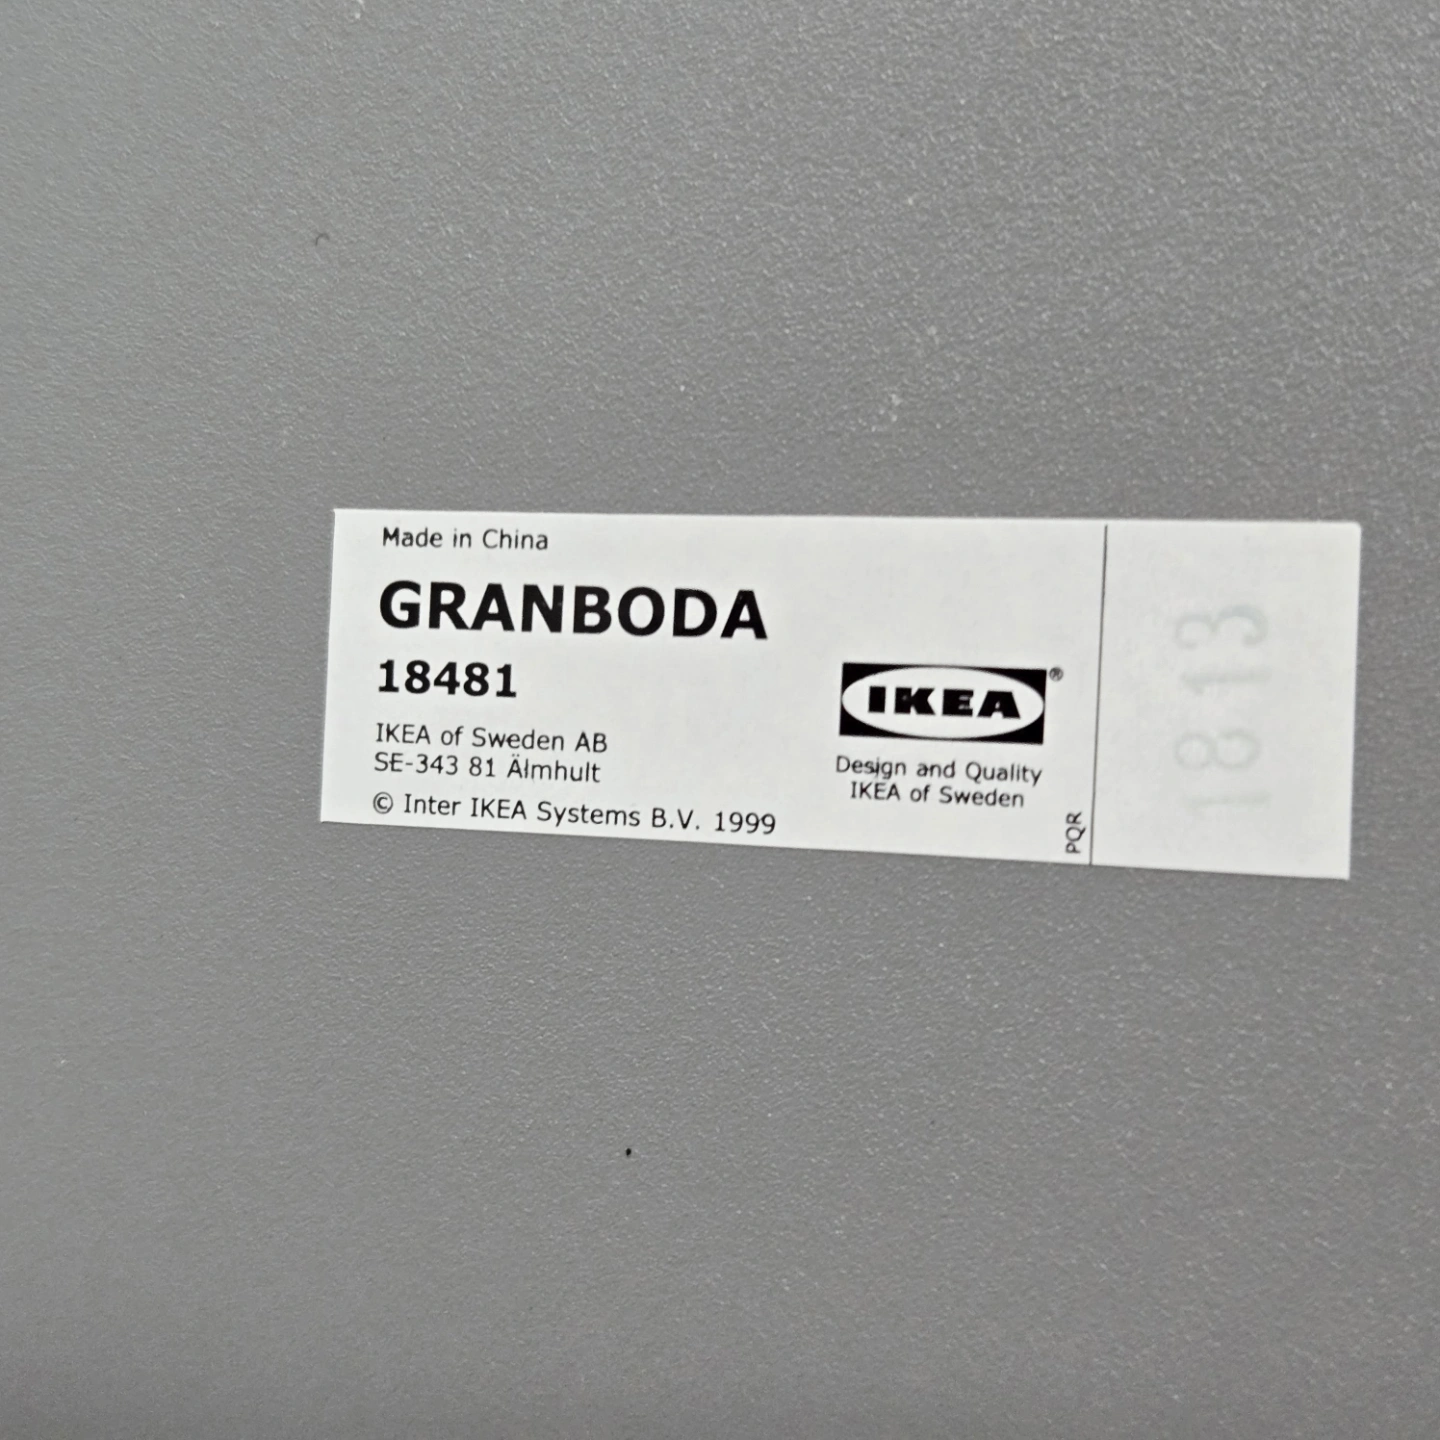 Made in China
GRANBODA
18481
IKEA of Sweden AB
SE-343 81 Älmhult
© Inter IKEA Systems B.V. 1999
IKEA®
Design and Quality
IKEA of Sweden
PQR
1813